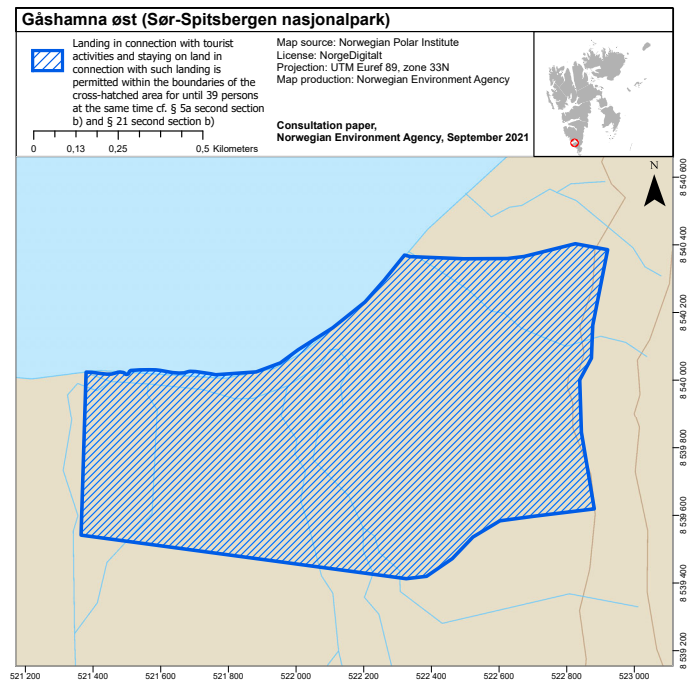 Gåshamna øst (Sør-Spitsbergen nasjonalpark)
Landing in connection with tourist
activities and staying on land in
connection with such landing is
permitted within the boundaries of the
cross-hatched area for until 39 persons
at the same time cf. § 5a second section
b) and § 21 second section b)
0 0,13 0,25 0,5 Kilometers
Map source: Norwegian Polar Institute
License: NorgeDigitalt
Projection: UTM Euref 89, zone 33N
Map production: Norwegian Environment Agency
Consultation paper,
Norwegian Environment Agency, September 2021
N
8 540 600
8 540 400
8 540 200
8 540 000
8 539 800
8 539 600
8 539 400
8 539 200
521 200 521 400 521 600 521 800 522 000 522 200 522 400 522 600 522 800 523 000